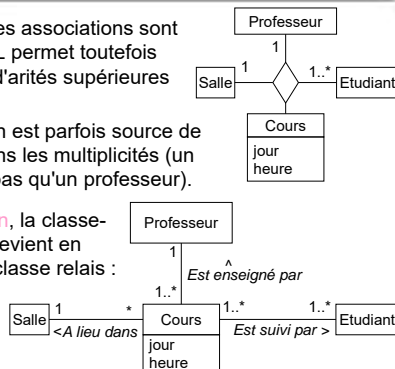 es associations sont
L permet toutefois
d'arités supérieures
Professeur
1
Salle
1
1..*
Etudiant
Cours
jour
heure
n est parfois source de
ns les multiplicités (un
pas qu'un professeur).
n, la classe-
evient en
classe relais :
Professeur
1
^
Est enseigné par
1..*
Salle
1
*
<A lieu dans
Cours
jour
heure
1..*
1..*
Est suivi par >
Etudiant